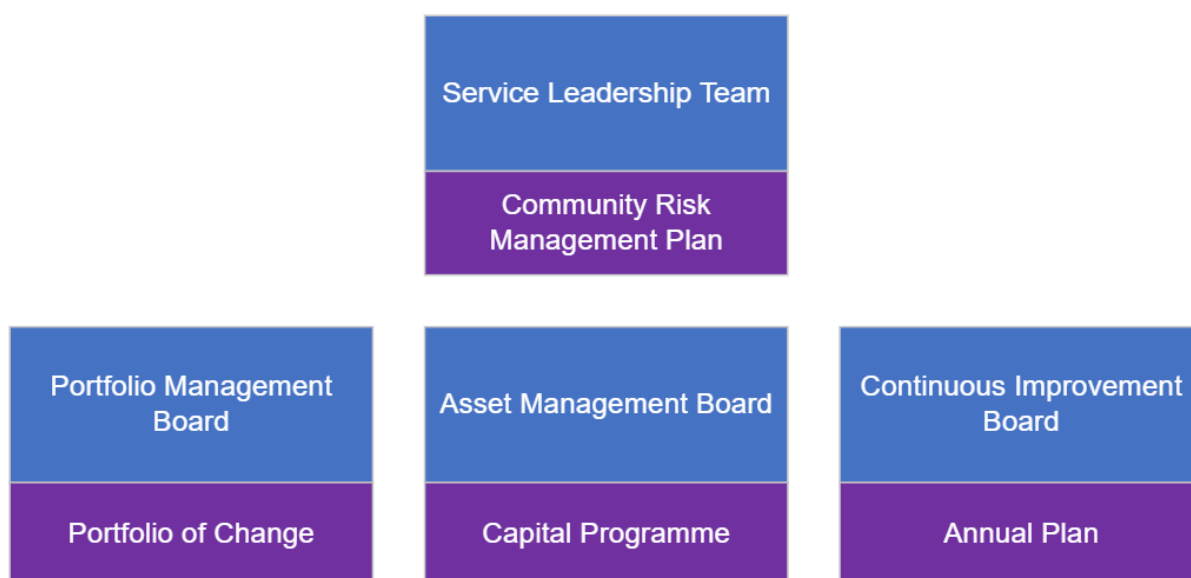 Service Leadership Team
Community Risk
Management Plan
Portfolio Management
Board
Asset Management Board
Continuous Improvement
Board
Portfolio of Change
Capital Programme
Annual Plan